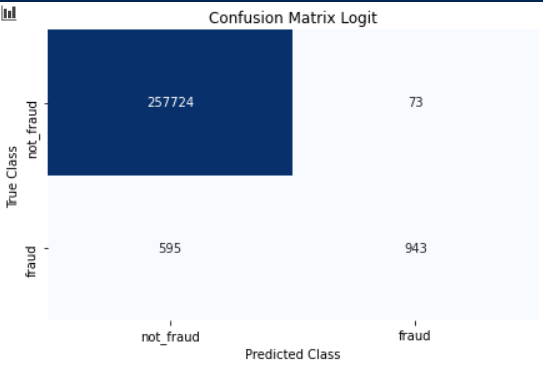 Confusion Matrix Logit
257724 73
595 943
True Class
not_fraud
fraud
not_fraud fraud
Predicted Class